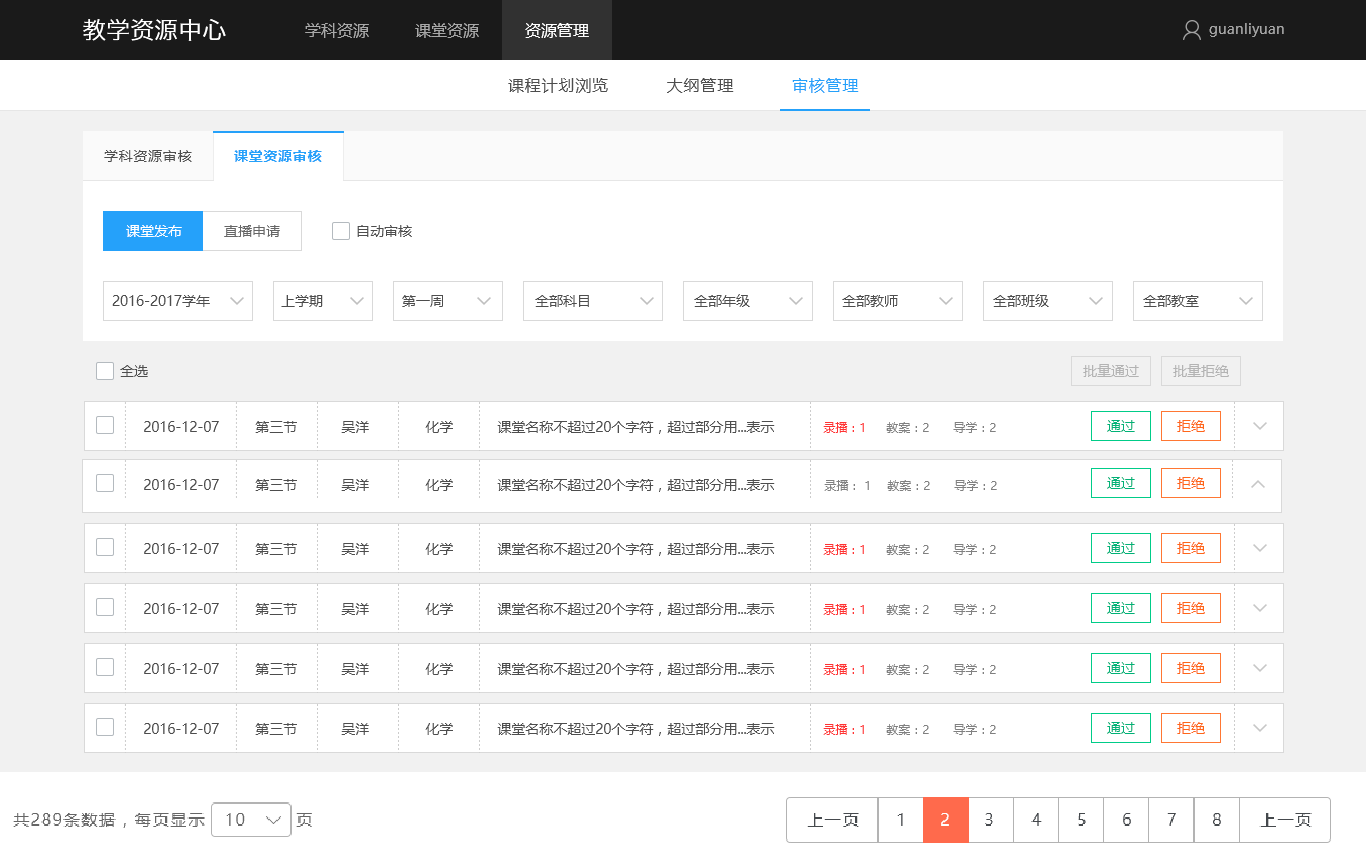 教学资源中心 学科资源 课堂资源 资源管理 guanliyuan
课程计划浏览 大纲管理 审核管理
学科资源审核 课堂资源审核
课堂发布 直播申请 自动审核
2016-2017学年 上学期 第一周 全部科目 全部年级 全部教师 全部班级 全部教室
全选 批量通过 批量拒绝
2016-12-07 第三节 吴洋 化学 课堂名称不超过20个字符，超过部分用...表示 录播：1 教案：2 导学：2 通过 拒绝
2016-12-07 第三节 吴洋 化学 课堂名称不超过20个字符，超过部分用...表示 录播： 1 教案：2 导学：2 通过 拒绝
2016-12-07 第三节 吴洋 化学 课堂名称不超过20个字符，超过部分用...表示 录播：1 教案：2 导学：2 通过 拒绝
2016-12-07 第三节 吴洋 化学 课堂名称不超过20个字符，超过部分用...表示 录播：1 教案：2 导学：2 通过 拒绝
2016-12-07 第三节 吴洋 化学 课堂名称不超过20个字符，超过部分用...表示 录播：1 教案：2 导学：2 通过 拒绝
2016-12-07 第三节 吴洋 化学 课堂名称不超过20个字符，超过部分用...表示 录播：1 教案：2 导学：2 通过 拒绝
共289条数据，每页显示 10 页 上一页 1 2 3 4 5 6 7 8 上一页